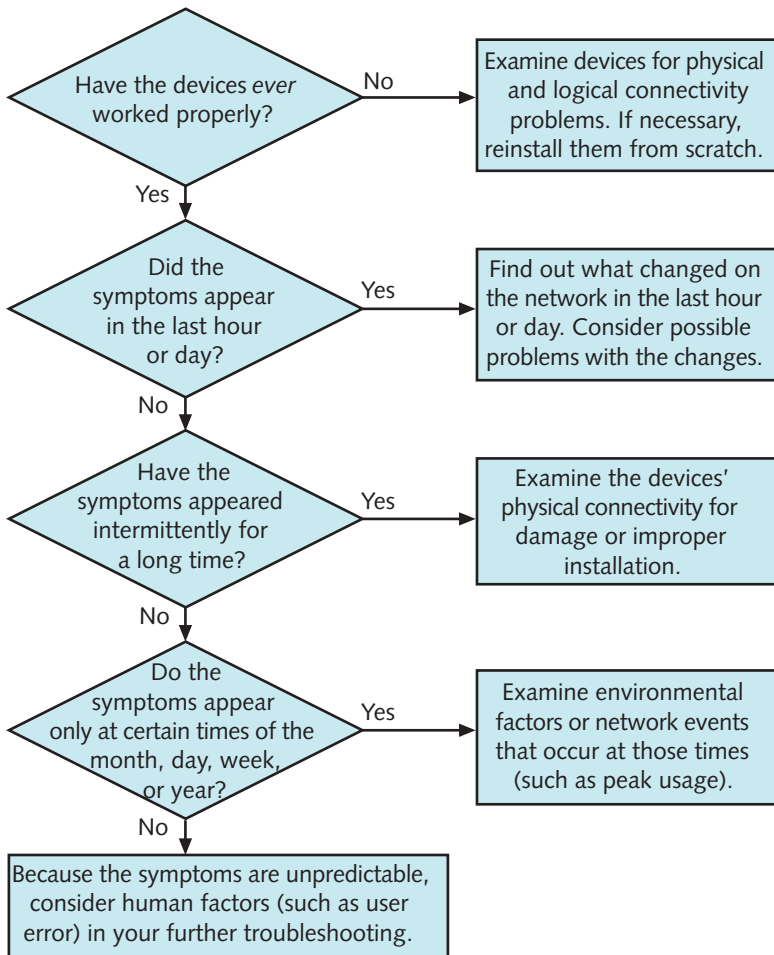 Have the devices ever
worked properly?
No
Examine devices for physical
and logical connectivity
problems. If necessary,
reinstall them from scratch.
Yes
Did the
symptoms appear
in the last hour
or day?
Yes
Find out what changed on
the network in the last hour
or day. Consider possible
problems with the changes.
No
Have the
symptoms appeared
intermittently for
a long time?
Yes
Examine the devices’
physical connectivity for
damage or improper
installation.
No
Do the
symptoms appear
only at certain times of the
month, day, week,
or year?
Yes
Examine environmental
factors or network events
that occur at those times
(such as peak usage).
No
Because the symptoms are unpredictable,
consider human factors (such as user
error) in your further troubleshooting.